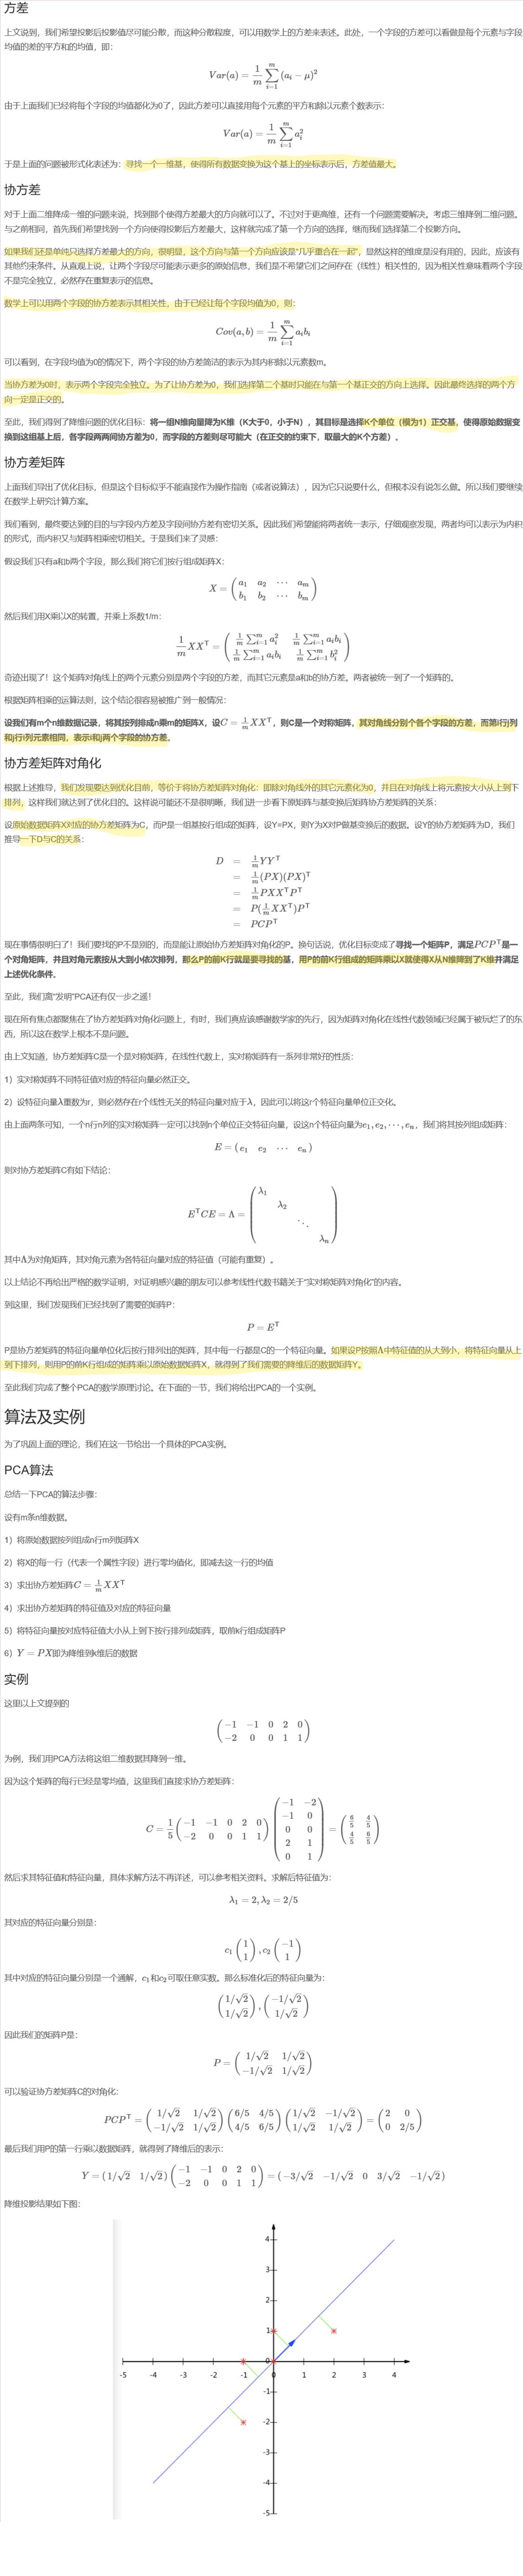 方差
上文说到，我们希望投影后投影值尽可能分散，而这种分散程度，可以用数学上的方差来表述。此处，一个字段的方差可以看做是每个元素与字段
均值的差的平方和的均值，即：
Var(a) = \frac{1}{m} \sum_{i=1}^{m} (a_i - μ)^2
由于上面我们已经将每个字段的均值都化为0了，因此方差可以直接用每个元素的平方和除以元素个数表示：
Var(a) = \frac{1}{m} \sum_{i=1}^{m} a_i^2
于是上面的问题被形式化表述为：寻找一个一维基，使得所有数据变换为这个基上的坐标表示后，方差值最大。
协方差
对于上面二维降成一维的问题来说，找到那个使得方差最大的方向就可以了。不过对于更高维，还有一个问题需要解决。考虑三维降到二维问题。
与之前相同，首先我们希望找到一个方向使得投影后方差最大，这样就完成了第一个方向的选择，继而我们选择第二个投影方向。
如果我们还是单纯只选择方差最大的方向，很明显，这个方向与第一个方向应该是“几乎重合在一起”，显然这样的维度是没有用的，因此，应该有
其他约束条件。从直观上说，让两个字段尽可能表示更多的原始信息，我们是不希望它们之间存在（线性）相关性的，因为相关性意味着两个字段
不是完全独立，必然存在重复表示的信息。
数学上可以用两个字段的协方差表示其相关性，由于已经让每个字段均值为0，则：
Cov(a, b) = \frac{1}{m} \sum_{i=1}^{m} a_i b_i
可以看到，在字段均值为0的情况下，两个字段的协方差简洁的表示为其内积除以元素数m。
当协方差为0时，表示两个字段完全独立。为了让协方差为0，我们选择第二个基时只能在与第一个基正交的方向上选择。因此最终选择的两个方
向一定是正交的。
至此，我们得到了降维问题的优化目标：将一组N维向量降为K维（K大于0，小于N），其目标是选择K个单位（模为1）正交基，使得原始数据变
换到这组基上后，各字段两两间协方差为0，而字段的方差则尽可能大（在正交的约束下，取最大的K个方差）。
协方差矩阵
上面我们导出了优化目标，但是这个目标似乎不能直接作为操作指南（或者说算法），因为它只说要什么，但根本没有说怎么做。所以我们要继续
在数学上研究计算方案。
我们看到，最终要达到的目的与字段内方差及字段间协方差有密切关系。因此我们希望能将两者统一表示，仔细观察发现，两者均可以表示为内积
的形式，而内积又与矩阵相乘密切相关。于是我们来了灵感：
假设我们只有a和b两个字段，那么我们将它们按行组成矩阵X：
X = \begin{pmatrix} a_1 & a_2 & \cdots & a_m \\ b_1 & b_2 & \cdots & b_m \end{pmatrix}
然后我们用X乘以X的转置，并乘上系数1/m：
\frac{1}{m} XX^T = \begin{pmatrix} \frac{1}{m}\sum_{i=1}^{m} a_i^2 & \frac{1}{m}\sum_{i=1}^{m} a_i b_i \\ \frac{1}{m}\sum_{i=1}^{m} a_i b_i & \frac{1}{m}\sum_{i=1}^{m} b_i^2 \end{pmatrix}
奇迹出现了！这个矩阵对角线上的两个元素分别是两个字段的方差，而其它元素是a和b的协方差。两者被统一到了一个矩阵的。
根据矩阵相乘的运算法则，这个结论很容易被推广到一般情况：
设我们有m个n维数据记录，将其按列排成n乘m的矩阵X，设C = \frac{1}{m} XX^T，则C是一个对称矩阵，其对角线分别个各个字段的方差，而第i行j列
和j行i列元素相同，表示i和j两个字段的协方差。
协方差矩阵对角化
根据上述推导，我们发现要达到优化目前，等价于将协方差矩阵对角化：即除对角线外的其它元素化为0，并且在对角线上将元素按大小从上到下
排列，这样我们就达到了优化目的。这样说可能还不是很明晰，我们进一步看下原矩阵与基变换后矩阵协方差矩阵的关系：
设原始数据矩阵X对应的协方差矩阵为C，而P是一组基按行组成的矩阵，设Y=PX，则Y为X对P做基变换后的数据。设Y的协方差矩阵为D，我们
推导一下D与C的关系：
D = \frac{1}{m} YY^T
= \frac{1}{m} (PX)(PX)^T
= \frac{1}{m} PXX^TP^T
= P(\frac{1}{m} XX^T)P^T
= PCP^T
现在事情很明白了！我们要找的P不是别的，而是能让原始协方差矩阵对角化的P。换句话说，优化目标变成了寻找一个矩阵P，满足PCP^T是一
个对角矩阵，并且对角元素按从大到小依次排列，那么P的前K行就是要寻找的基，用P的前K行组成的矩阵乘以X就使得X从N维降到了K维并满足
上述优化条件。
至此，我们离“发明”PCA还有仅一步之遥！
现在所有焦点都聚焦在了协方差矩阵对角化问题上，有时，我们真应该感谢数学家的先行，因为矩阵对角化在线性代数领域已经属于被玩烂了的东
西，所以这在数学上根本不是问题。
由上文知道，协方差矩阵C是一个是对称矩阵，在线性代数上，实对称矩阵有一系列非常好的性质：
1）实对称矩阵不同特征值对应的特征向量必然正交。
2）设特征向量λ重数为r，则必然存在r个线性无关的特征向量对应于λ，因此可以将这r个特征向量单位正交化。
由上面两条可知，一个n行n列的实对称矩阵一定可以找到n个单位正交特征向量，设这n个特征向量为e_1, e_2, \cdots, e_n，我们将其按列组成矩阵：
E = ( e_1 e_2 \cdots e_n )
则对协方差矩阵C有如下结论：
E^TCE = Λ = \begin{pmatrix} λ_1 & & & \\ & λ_2 & & \\ & & \ddots & \\ & & & λ_n \end{pmatrix}
其中Λ为对角矩阵，其对角元素为各特征向量对应的特征值（可能有重复）。
以上结论不再给出严格的数学证明，对证明感兴趣的朋友可以参考线性代数书籍关于“实对称矩阵对角化”的内容。
到这里，我们发现我们已经找到了需要的矩阵P：
P = E^T
P是协方差矩阵的特征向量单位化后按行排列出的矩阵，其中每一行都是C的一个特征向量。如果设P按照Λ中特征值的从大到小，将特征向量从上
到下排列，则用P的前K行组成的矩阵乘以原始数据矩阵X，就得到了我们需要的降维后的数据矩阵Y。
至此我们完成了整个PCA的数学原理讨论。在下面的一节，我们将给出PCA的一个实例。
算法及实例
为了巩固上面的理论，我们在这一节给出一个具体的PCA实例。
PCA算法
总结一下PCA的算法步骤：
设有m条n维数据。
1）将原始数据按列组成n行m列矩阵X
2）将X的每一行（代表一个属性字段）进行零均值化，即减去这一行的均值
3）求出协方差矩阵C = \frac{1}{m} XX^T
4）求出协方差矩阵的特征值及对应的特征向量
5）将特征向量按对应特征值大小从上到下按行排列成矩阵，取前k行组成矩阵P
6）Y = PX即为降维到k维后的数据
实例
这里以上文提到的
\begin{pmatrix} -1 & -1 & 0 & 2 & 0 \\ -2 & 0 & 0 & 1 & 1 \end{pmatrix}
为例，我们用PCA方法将这组二维数据其降到一维。
因为这个矩阵的每行已经是零均值，这里我们直接求协方差矩阵：
C = \frac{1}{5} \begin{pmatrix} -1 & -1 & 0 & 2 & 0 \\ -2 & 0 & 0 & 1 & 1 \end{pmatrix} \begin{pmatrix} -1 & -2 \\ -1 & 0 \\ 0 & 0 \\ 2 & 1 \\ 0 & 1 \end{pmatrix} = \begin{pmatrix} \frac{6}{5} & \frac{4}{5} \\ \frac{4}{5} & \frac{6}{5} \end{pmatrix}
然后求其特征值和特征向量，具体求解方法不再详述，可以参考相关资料。求解后特征值为：
λ_1 = 2, λ_2 = 2/5
其对应的特征向量分别是：
c_1 \begin{pmatrix} 1 \\ 1 \end{pmatrix}, c_2 \begin{pmatrix} -1 \\ 1 \end{pmatrix}
其中对应的特征向量分别是一个通解，c_1和c_2可取任意实数。那么标准化后的特征向量为：
\begin{pmatrix} 1/\sqrt{2} \\ 1/\sqrt{2} \end{pmatrix}, \begin{pmatrix} -1/\sqrt{2} \\ 1/\sqrt{2} \end{pmatrix}
因此我们的矩阵P是：
P = \begin{pmatrix} 1/\sqrt{2} & 1/\sqrt{2} \\ -1/\sqrt{2} & 1/\sqrt{2} \end{pmatrix}
可以验证协方差矩阵C的对角化：
PCP^T = \begin{pmatrix} 1/\sqrt{2} & 1/\sqrt{2} \\ -1/\sqrt{2} & 1/\sqrt{2} \end{pmatrix} \begin{pmatrix} 6/5 & 4/5 \\ 4/5 & 6/5 \end{pmatrix} \begin{pmatrix} 1/\sqrt{2} & -1/\sqrt{2} \\ 1/\sqrt{2} & 1/\sqrt{2} \end{pmatrix} = \begin{pmatrix} 2 & 0 \\ 0 & 2/5 \end{pmatrix}
最后我们用P的第一行乘以数据矩阵，就得到了降维后的表示：
Y = ( 1/\sqrt{2} 1/\sqrt{2} ) \begin{pmatrix} -1 & -1 & 0 & 2 & 0 \\ -2 & 0 & 0 & 1 & 1 \end{pmatrix} = ( -3/\sqrt{2} -1/\sqrt{2} 0 3/\sqrt{2} -1/\sqrt{2} )
降维投影结果如下图：
4
3
2
1
0
-5 -4 -3 -2 -1 0 1 2 3 4
-1
-2
-3
-4
-5